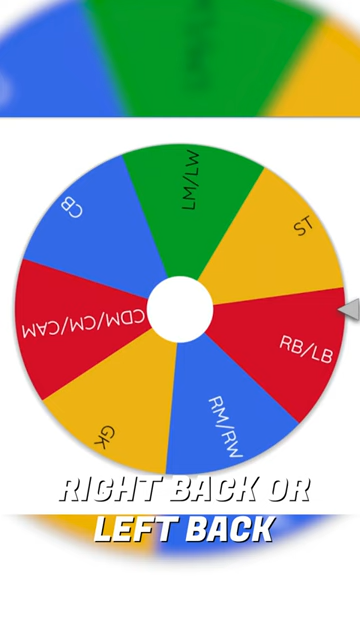 LM/LW
ST
CB
RB/LB
CDM/CM/CAM
RM/RW
GK
RIGHT BACK OR
LEFT BACK